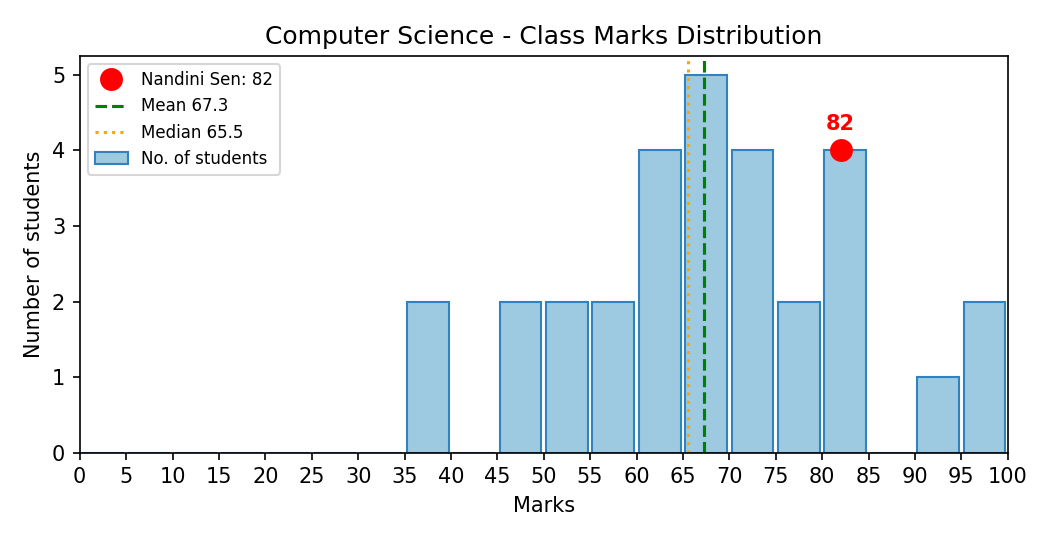 Computer Science - Class Marks Distribution
Nandini Sen: 82
Mean 67.3
Median 65.5
No. of students
82
Number of students
5
4
3
2
1
0
0 5 10 15 20 25 30 35 40 45 50 55 60 65 70 75 80 85 90 95 100
Marks